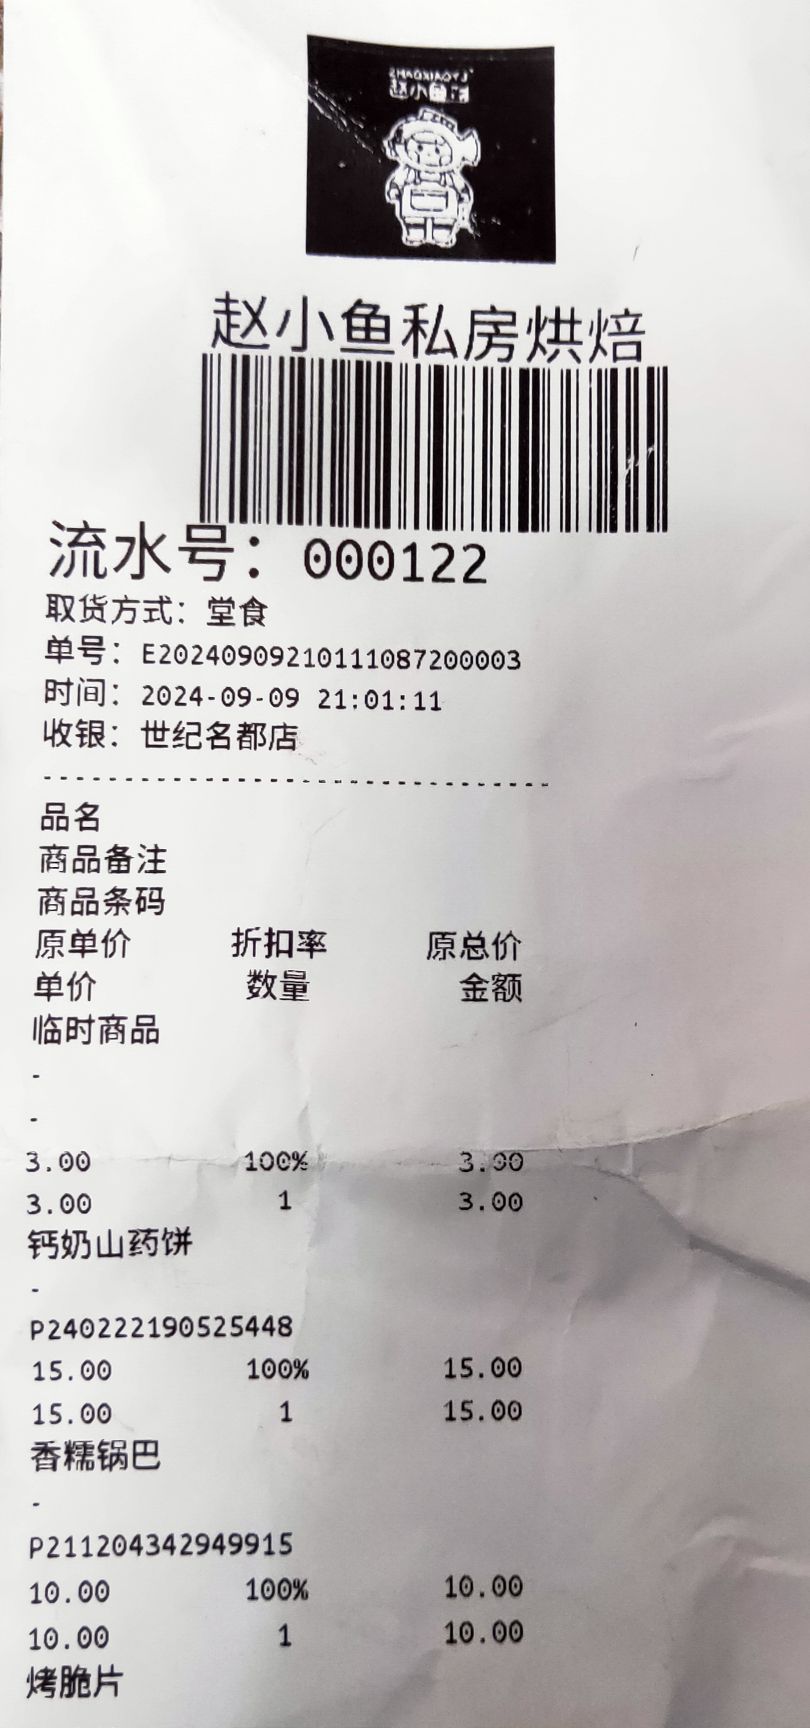 ZHAOXIAOYU
赵小鱼
赵小鱼私房烘焙
流水号：000122
取货方式：堂食
单号：E20240909210111087200003
时间：2024-09-09 21:01:11
收银：世纪名都店
--------------------------------
品名
商品备注
商品条码
原单价 折扣率 原总价
单价 数量 金额
临时商品
-
-
3.00 100% 3.00
3.00 1 3.00
钙奶山药饼
-
P240222190525448
15.00 100% 15.00
15.00 1 15.00
香糯锅巴
-
P211204342949915
10.00 100% 10.00
10.00 1 10.00
烤脆片